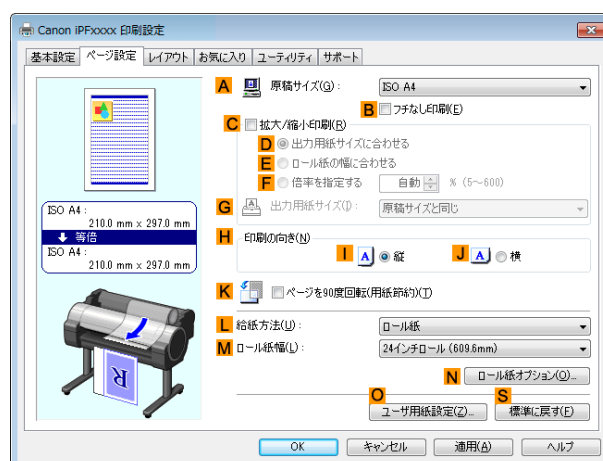 Canon iPFxxxx 印刷設定
基本設定 ページ設定 レイアウト お気に入り ユーティリティ サポート
A 原稿サイズ(G): ISO A4
B フチなし印刷(E)
C 拡大/縮小印刷(R)
D 出力用紙サイズに合わせる
E ロール紙の幅に合わせる
F 倍率を指定する 自動 % (5～600)
G A 出力用紙サイズ(I): 原稿サイズと同じ
ISO A4 :
210.0 mm x 297.0 mm
等倍
ISO A4 :
210.0 mm x 297.0 mm
H 印刷の向き(N)
I A 縦 J A 横
K ページを90度回転(用紙節約)(T)
L 給紙方法(U): ロール紙
M ロール紙幅(L): 24インチロール (609.6mm)
R
N ロール紙オプション(O)...
O S
ユーザ用紙設定(Z)... 標準に戻す(F)
OK キャンセル 適用(A) ヘルプ